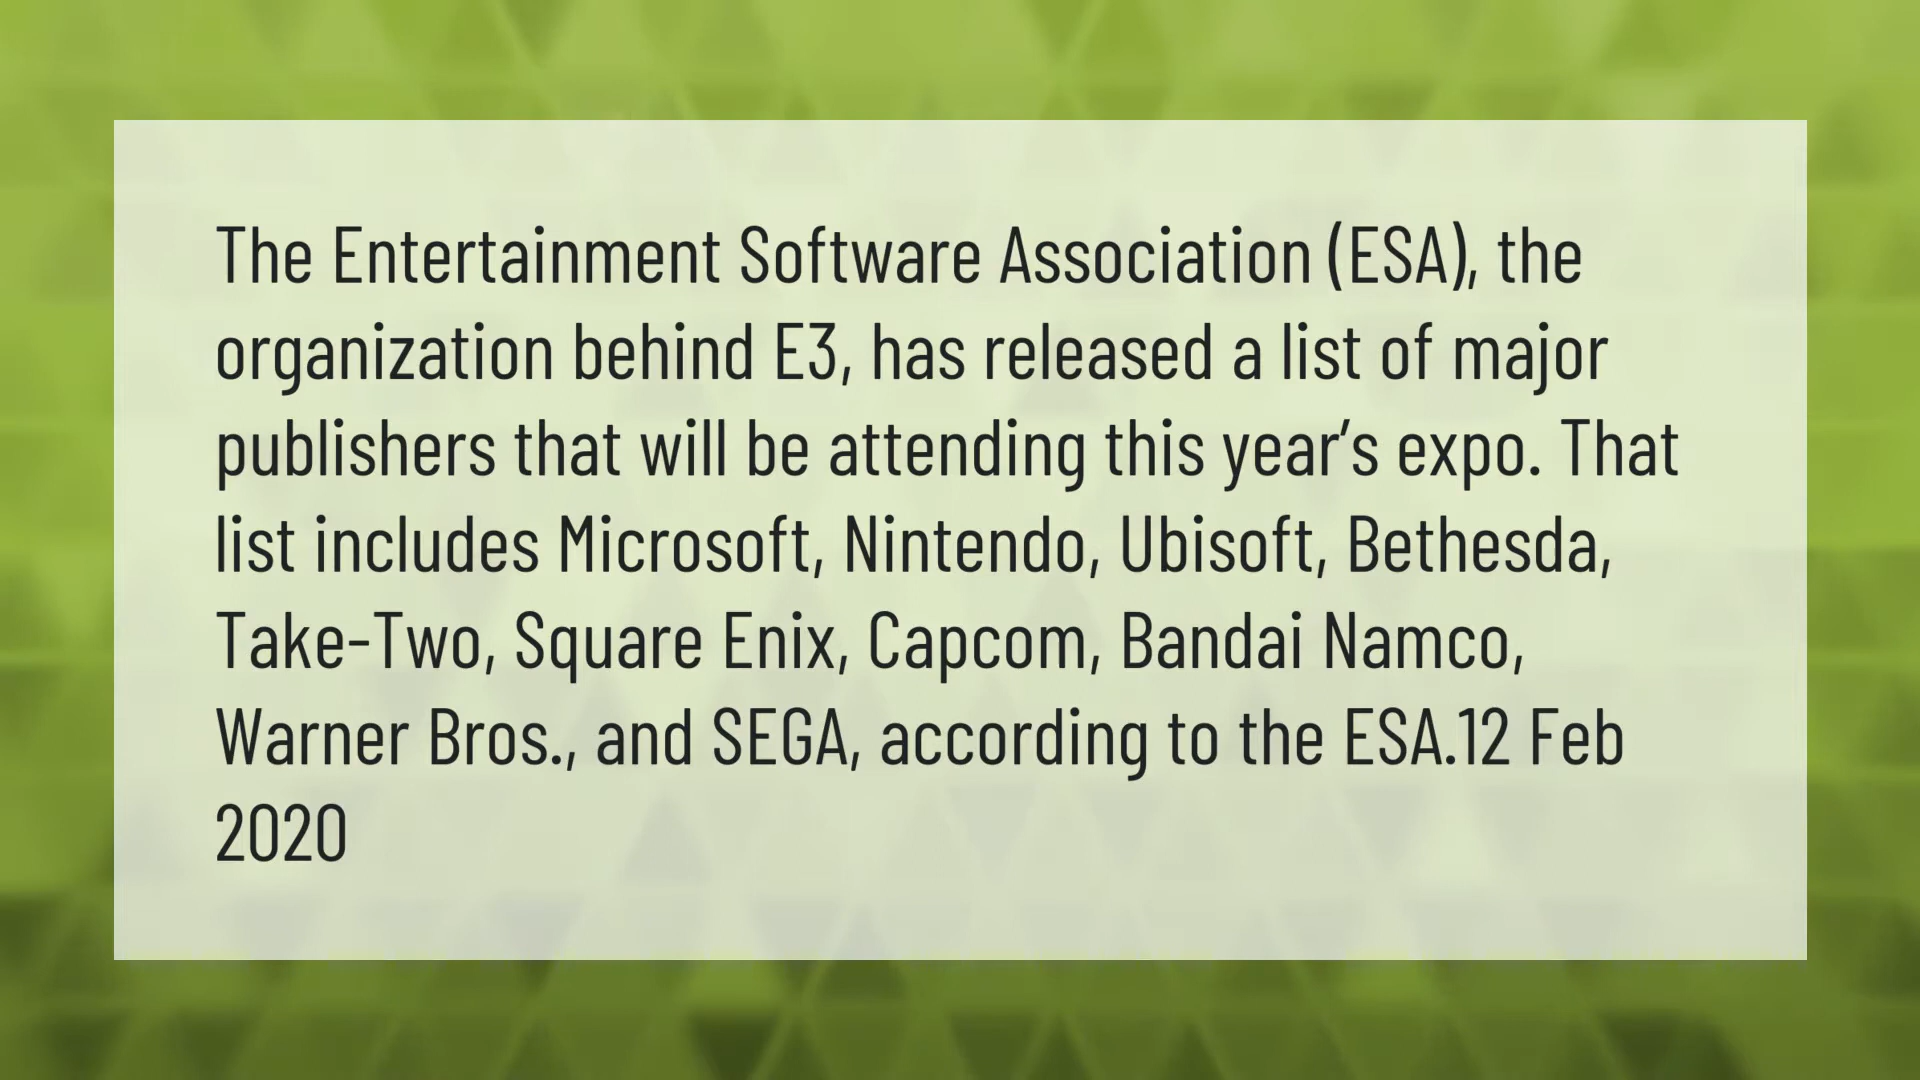 The Entertainment Software Association (ESA), the
organization behind E3, has released a list of major
publishers that will be attending this year’s expo. That
list includes Microsoft, Nintendo, Ubisoft, Bethesda,
Take-Two, Square Enix, Capcom, Bandai Namco,
Warner Bros., and SEGA, according to the ESA.12 Feb
2020